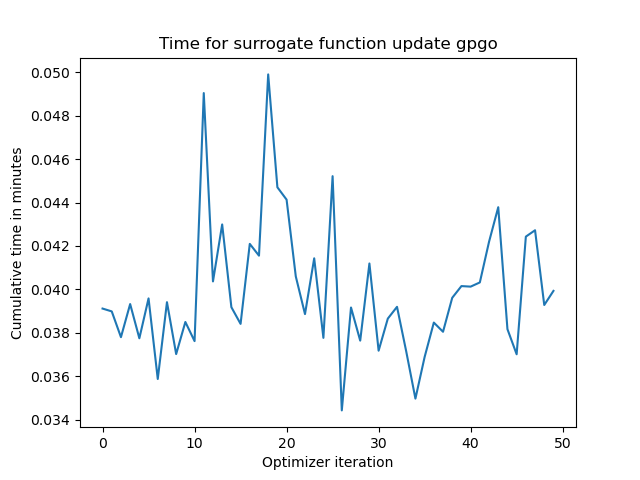 Time for surrogate function update gpgo
Cumulative time in minutes
0.050
0.048
0.046
0.044
0.042
0.040
0.038
0.036
0.034
0 10 20 30 40 50
Optimizer iteration